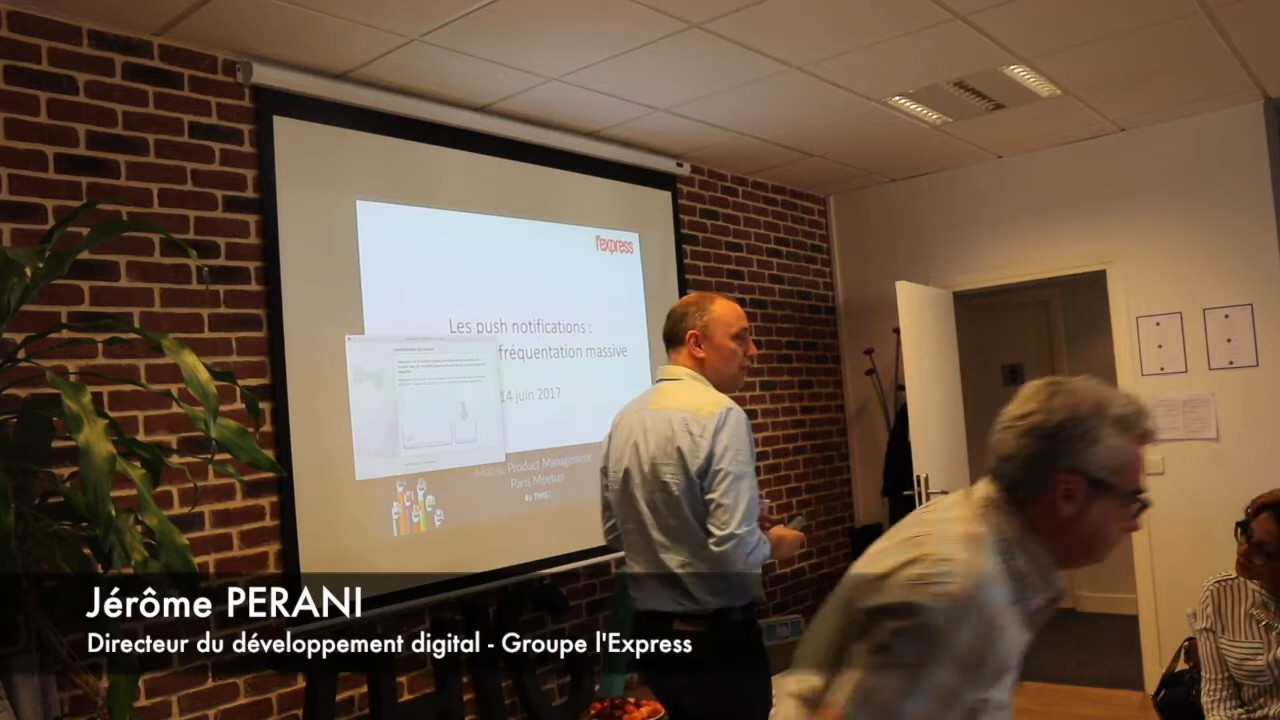 l'express
Les push notifications :
fréquentation massive
14 juin 2017
Mobile Product Management
Paris Meetup
Jérôme PERANI
Directeur du développement digital - Groupe l'Express